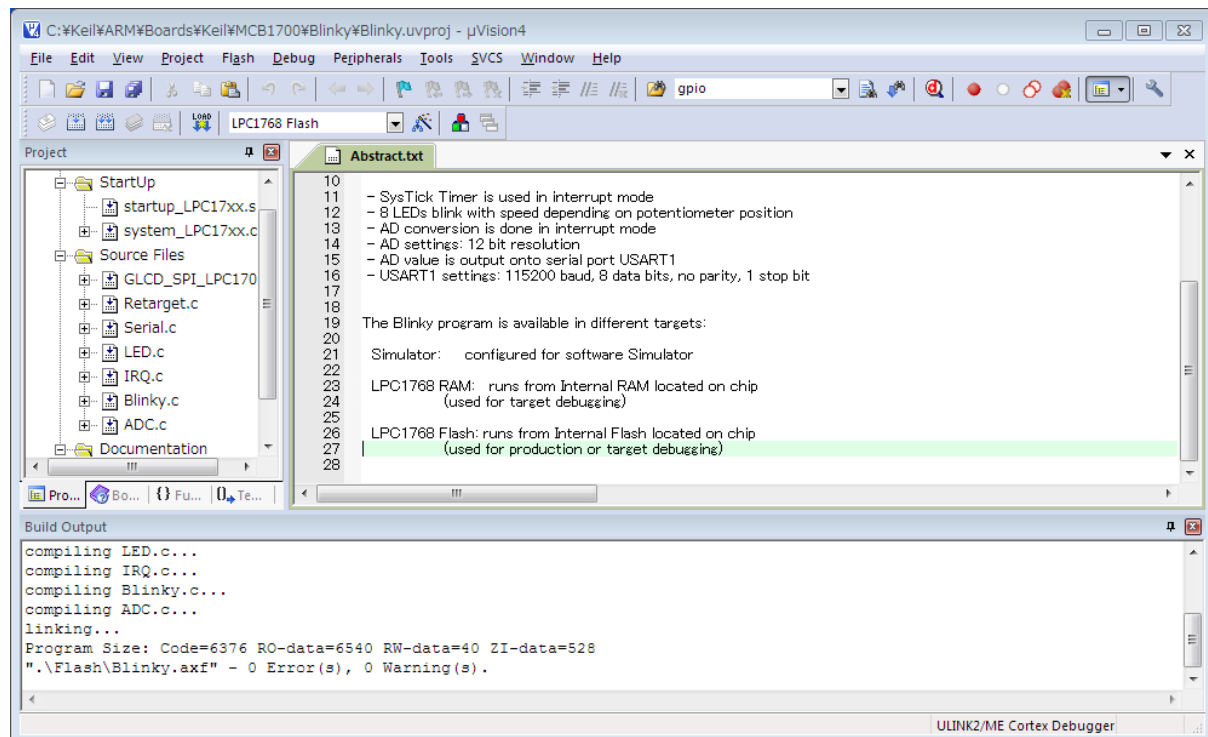 C:¥Keil¥ARM¥Boards¥Keil¥MCB1700¥Blinky¥Blinky.uvproj - µVision4
File Edit View Project Flash Debug Peripherals Tools SVCS Window Help
gpio
LOAD LPC1768 Flash
Project
StartUp
startup_LPC17xx.s
system_LPC17xx.c
Source Files
GLCD_SPI_LPC170
Retarget.c
Serial.c
LED.c
IRQ.c
Blinky.c
ADC.c
Documentation
Pro... Bo... {} Fu... 0 Te...
Abstract.txt
10
11 - SysTick Timer is used in interrupt mode
12 - 8 LEDs blink with speed depending on potentiometer position
13 - AD conversion is done in interrupt mode
14 - AD settings: 12 bit resolution
15 - AD value is output onto serial port USART1
16 - USART1 settings: 115200 baud, 8 data bits, no parity, 1 stop bit
17
18
19 The Blinky program is available in different targets:
20
21 Simulator: configured for software Simulator
22
23 LPC1768 RAM: runs from Internal RAM located on chip
24 (used for target debugging)
25
26 LPC1768 Flash: runs from Internal Flash located on chip
27 (used for production or target debugging)
28
Build Output
compiling LED.c...
compiling IRQ.c...
compiling Blinky.c...
compiling ADC.c...
linking...
Program Size: Code=6376 RO-data=6540 RW-data=40 ZI-data=528
".\Flash\Blinky.axf" - 0 Error(s), 0 Warning(s).
ULINK2/ME Cortex Debugger